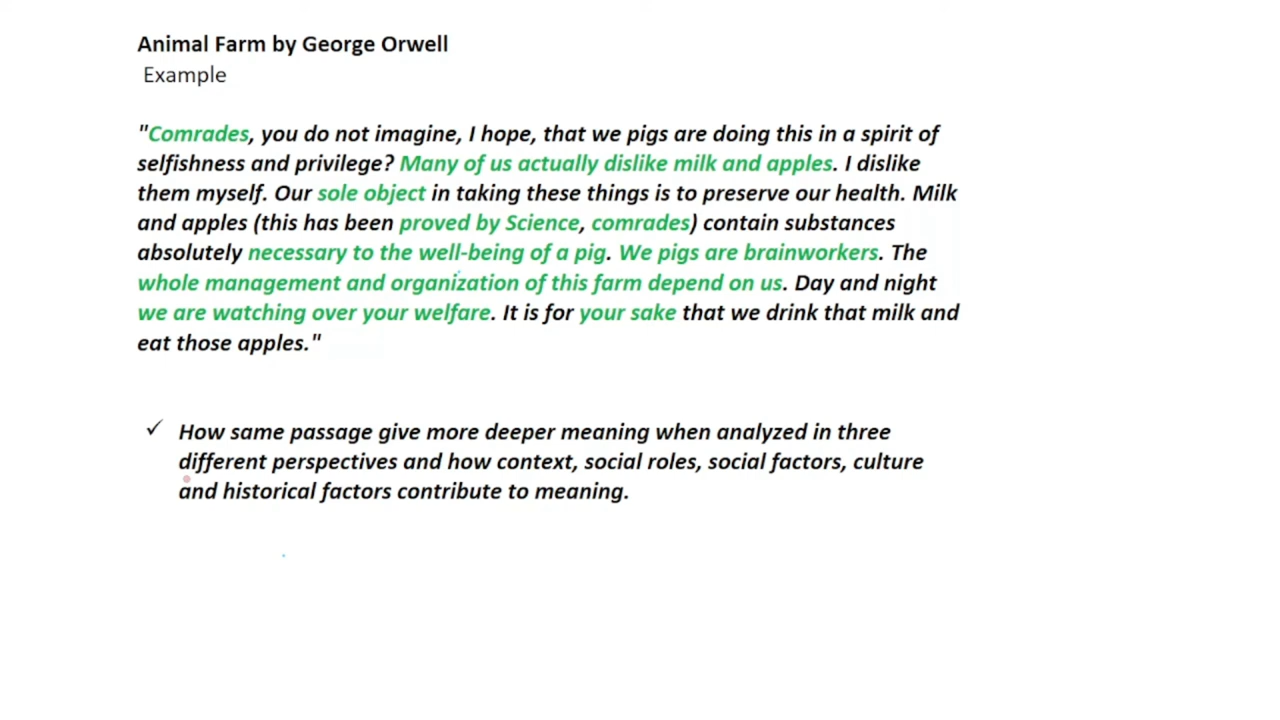 Animal Farm by George Orwell
Example
"Comrades, you do not imagine, I hope, that we pigs are doing this in a spirit of
selfishness and privilege? Many of us actually dislike milk and apples. I dislike
them myself. Our sole object in taking these things is to preserve our health. Milk
and apples (this has been proved by Science, comrades) contain substances
absolutely necessary to the well-being of a pig. We pigs are brainworkers. The
whole management and organization of this farm depend on us. Day and night
we are watching over your welfare. It is for your sake that we drink that milk and
eat those apples."
✓ How same passage give more deeper meaning when analyzed in three
different perspectives and how context, social roles, social factors, culture
and historical factors contribute to meaning.